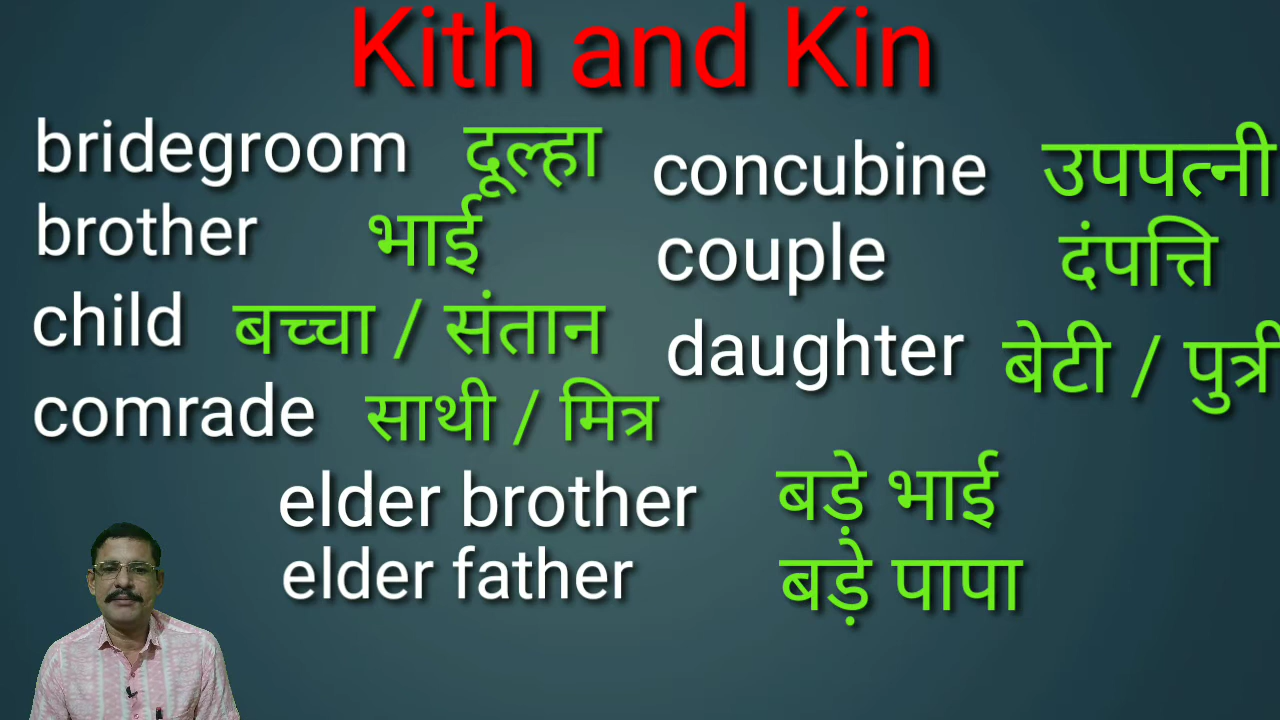 Kith and Kin
bridegroom दूल्हा
brother भाई
child बच्चा / संतान
comrade साथी / मित्र
concubine उपपत्नी
couple दंपत्ति
daughter बेटी / पुत्री
elder brother बड़े भाई
elder father बड़े पापा